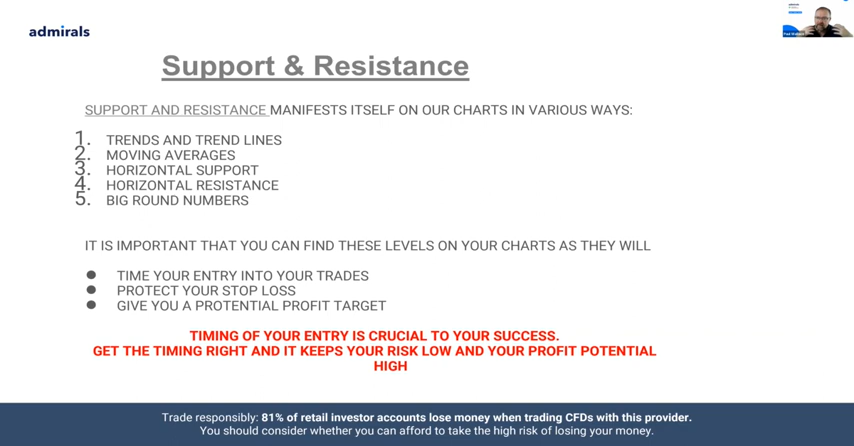 admirals
Support & Resistance
SUPPORT AND RESISTANCE MANIFESTS ITSELF ON OUR CHARTS IN VARIOUS WAYS:
1. TRENDS AND TREND LINES
2. MOVING AVERAGES
3. HORIZONTAL SUPPORT
4. HORIZONTAL RESISTANCE
5. BIG ROUND NUMBERS
IT IS IMPORTANT THAT YOU CAN FIND THESE LEVELS ON YOUR CHARTS AS THEY WILL
● TIME YOUR ENTRY INTO YOUR TRADES
● PROTECT YOUR STOP LOSS
● GIVE YOU A PROTENTIAL PROFIT TARGET
TIMING OF YOUR ENTRY IS CRUCIAL TO YOUR SUCCESS.
GET THE TIMING RIGHT AND IT KEEPS YOUR RISK LOW AND YOUR PROFIT POTENTIAL
HIGH
Trade responsibly: 81% of retail investor accounts lose money when trading CFDs with this provider.
You should consider whether you can afford to take the high risk of losing your money.